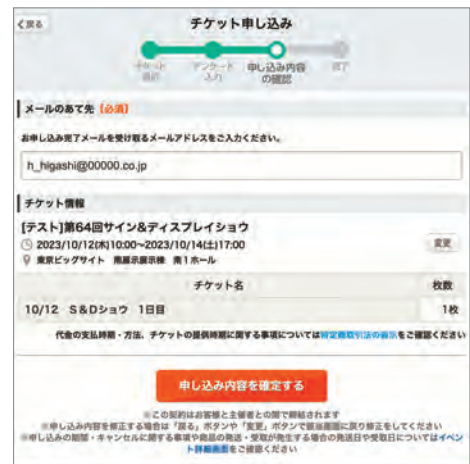 く戻る
チケット申し込み
チケット
選択
アンケート
入力
申し込み内容
の確認
完了
メールのあて先【必須】
お申し込み完了メールを受け取るメールアドレスをご入力ください。
h_higashi@00000.co.jp
チケット情報
[テスト]第64回サイン&ディスプレイショウ
2023/10/12(木)10:00~2023/10/14(土)17:00
変更
東京ビッグサイト 南展示展示棟 南1ホール
チケット名 枚数
10/12 S&Dショウ 1日目 1枚
代金の支払時期・方法、チケットの提供時期に関する事項については特定商取引法の表示をご確認ください
申し込み内容を確定する
※この契約はお客様と主催者との間で締結されます
※申し込み内容を修正する場合は「戻る」ボタンや「変更」ボタンで該当画面に戻り修正をしてください
※申し込みの期間・キャンセルに関する事項や商品の発送・受取が発生する場合の発送日や受取日についてはイベン
ト詳細画面をご確認ください